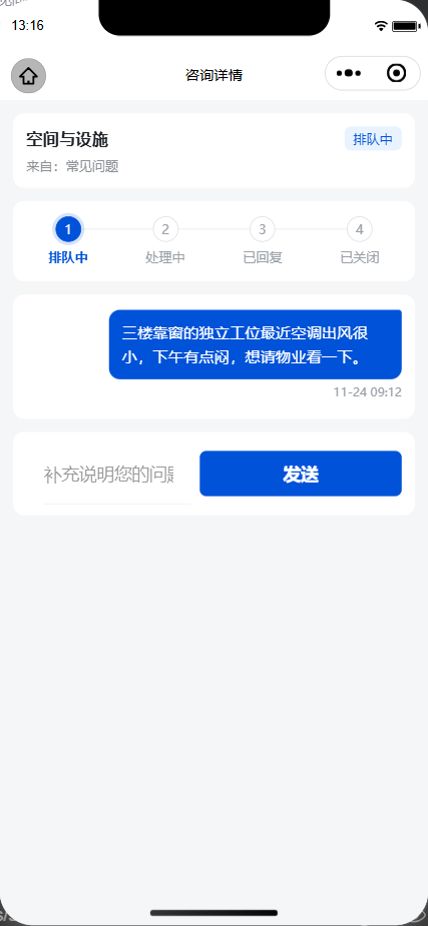 13:16
咨询详情
空间与设施
排队中
来自：常见问题
1
2
3
4
排队中
处理中
已回复
已关闭
三楼靠窗的独立工位最近空调出风很
小，下午有点闷，想请物业看一下。
11-24 09:12
补充说明您的问
发送